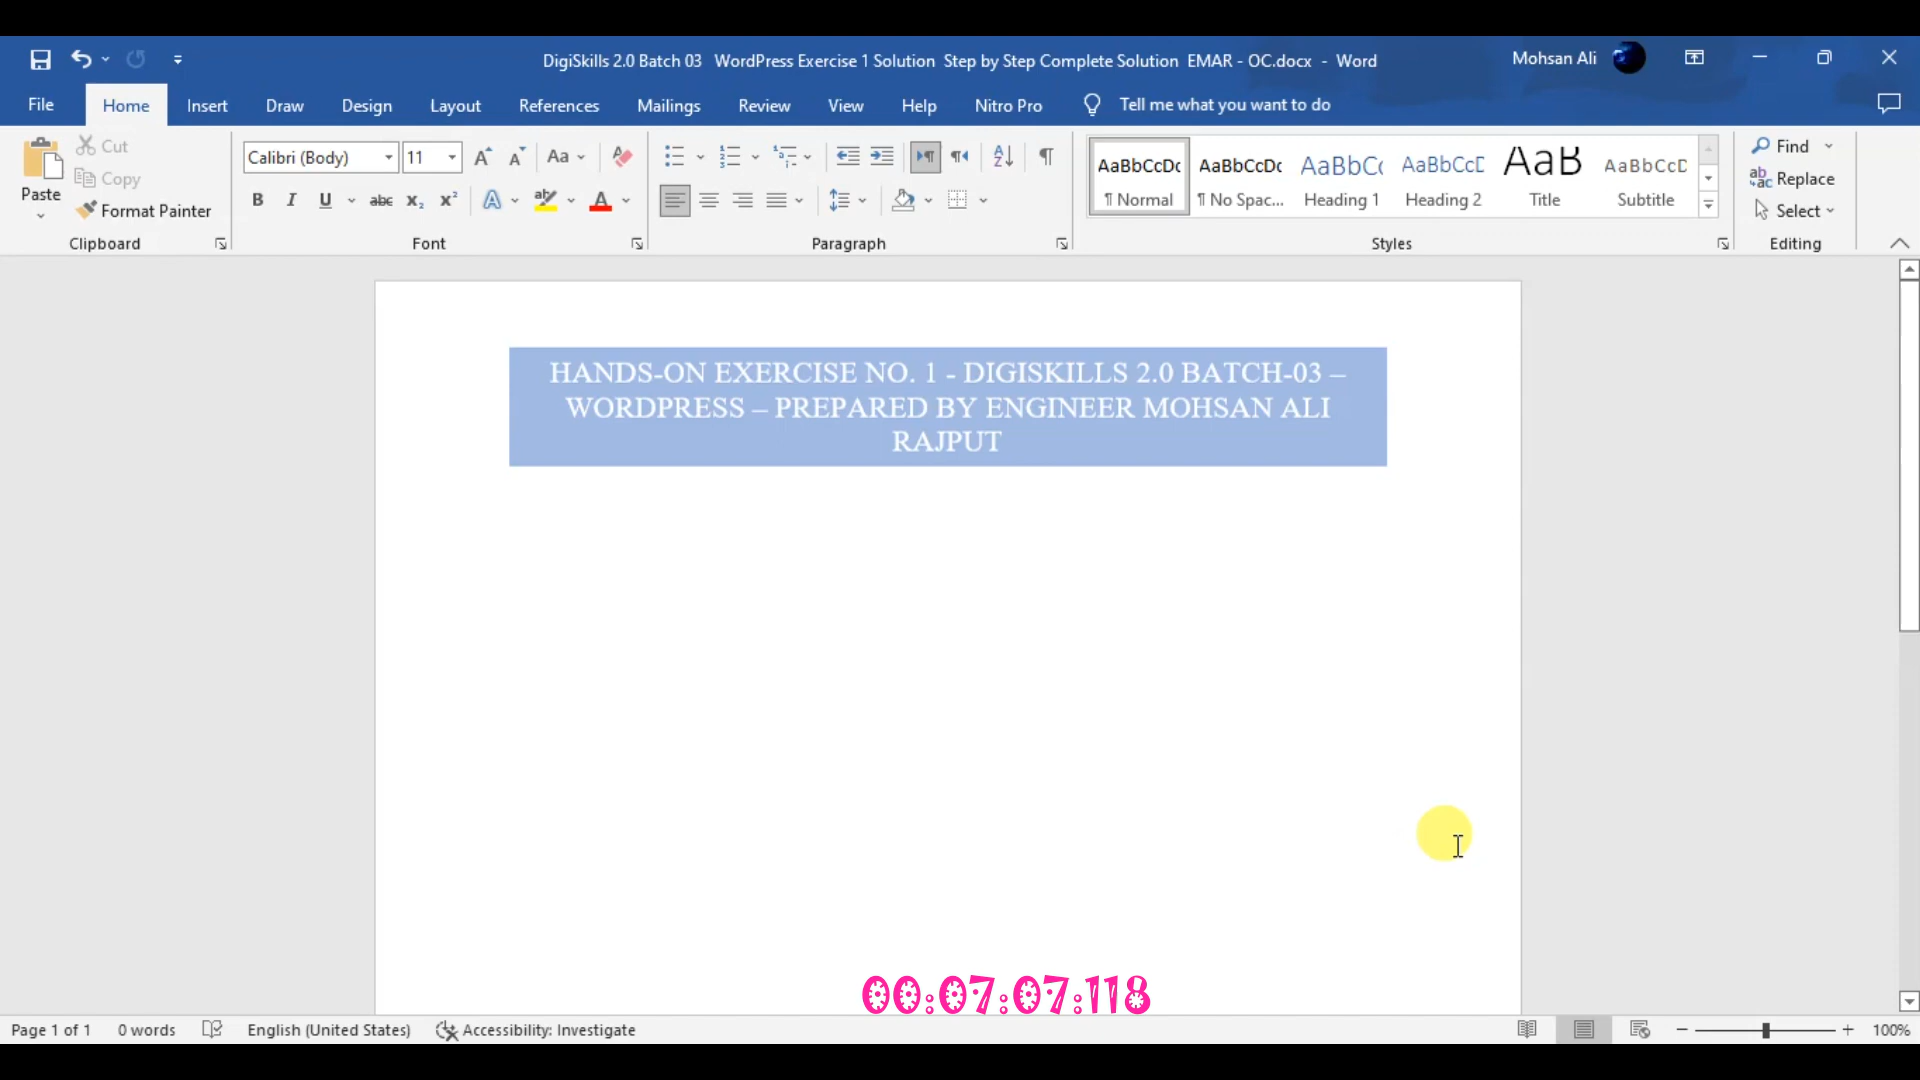 DigiSkills 2.0 Batch 03 WordPress Exercise 1 Solution Step by Step Complete Solution EMAR - OC.docx - Word
Mohsan Ali
File Home Insert Draw Design Layout References Mailings Review View Help Nitro Pro Tell me what you want to do
Paste
Cut
Copy
Format Painter
Clipboard
Calibri (Body) 11
Font
Paragraph
AaBbCcDc AaBbCcDc AaBbCc AaBbCcD AaB AaBbCcD
¶ Normal ¶ No Spac... Heading 1 Heading 2 Title Subtitle
Styles
Find
Replace
Select
Editing
HANDS-ON EXERCISE NO. 1 - DIGISKILLS 2.0 BATCH-03 –
WORDPRESS – PREPARED BY ENGINEER MOHSAN ALI
RAJPUT
00:07:07:118
Page 1 of 1 0 words English (United States) Accessibility: Investigate 100%